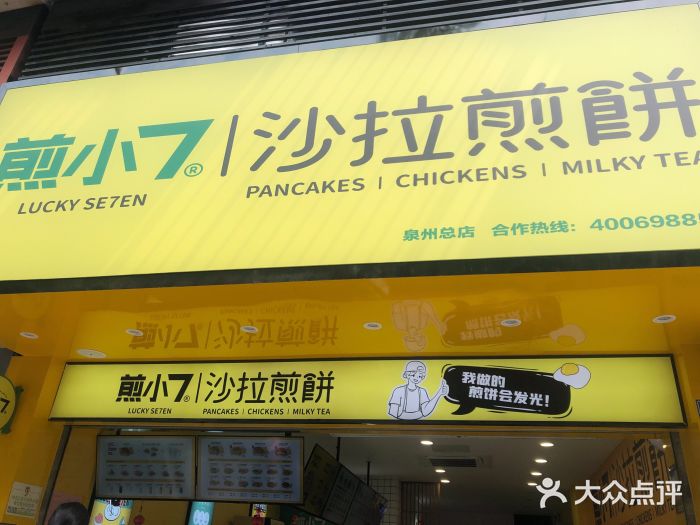 煎小7® | 沙拉煎餅
LUCKY SE7EN
PANCAKES | CHICKENS | MILKY TEA
泉州总店 合作热线：4006988
煎小7® | 沙拉煎餅
LUCKY SE7EN
PANCAKES | CHICKENS | MILKY TEA
我做的
煎饼会发光！
大众点评